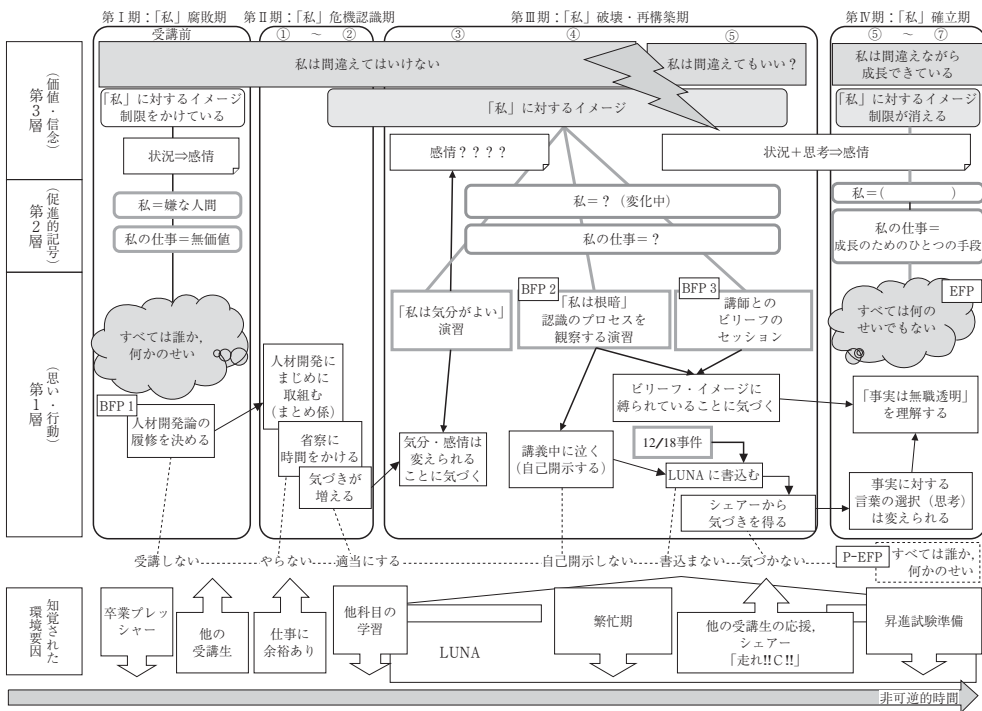 第Ⅰ期：「私」腐敗期
第Ⅱ期：「私」危機認識期
第Ⅲ期：「私」破壊・再構築期
第Ⅳ期：「私」確立期
受講前
① ～ ②
③
④
⑤
⑤ ～ ⑦
第３層
（価値・信念）
私は間違えてはいけない
私は間違えてもいい？
私は間違えながら
成長できている
「私」に対するイメージ
制限をかけている
「私」に対するイメージ
「私」に対するイメージ
制限が消える
状況⇒感情
感情？？？？
状況＋思考⇒感情
第２層
（促進的記号）
私＝嫌な人間
私＝？（変化中）
私＝(　　　　　)
私の仕事＝無価値
私の仕事＝？
私の仕事＝
成長のためのひとつの手段
第１層
（思い・行動）
すべては誰か，
何かのせい
BFP 1
人材開発論の
履修を決める
人材開発に
まじめに
取組む
（まとめ係）
省察に
時間をかける
気づきが
増える
「私は気分がよい」
演習
気分・感情は
変えられる
ことに気づく
BFP 2
「私は根暗」
認識のプロセスを
観察する演習
BFP 3
講師との
ビリーフの
セッション
ビリーフ・イメージに
縛られていることに気づく
講義中に泣く
（自己開示する）
12/18事件
LUNA に書込む
シェアーから
気づきを得る
EFP
すべては何の
せいでもない
「事実は無職透明」
を理解する
事実に対する
言葉の選択（思考）
は変えられる
受講しない
やらない
適当にする
自己開示しない
書込まない
気づかない
P-EFP
すべては誰か，
何かのせい
知覚された
環境要因
卒業プレッ
シャー
他の
受講生
仕事に
余裕あり
他科目の
学習
LUNA
繁忙期
他の受講生の応援，
シェアー
「走れ!!Ｃ!!」
昇進試験準備
非可逆的時間